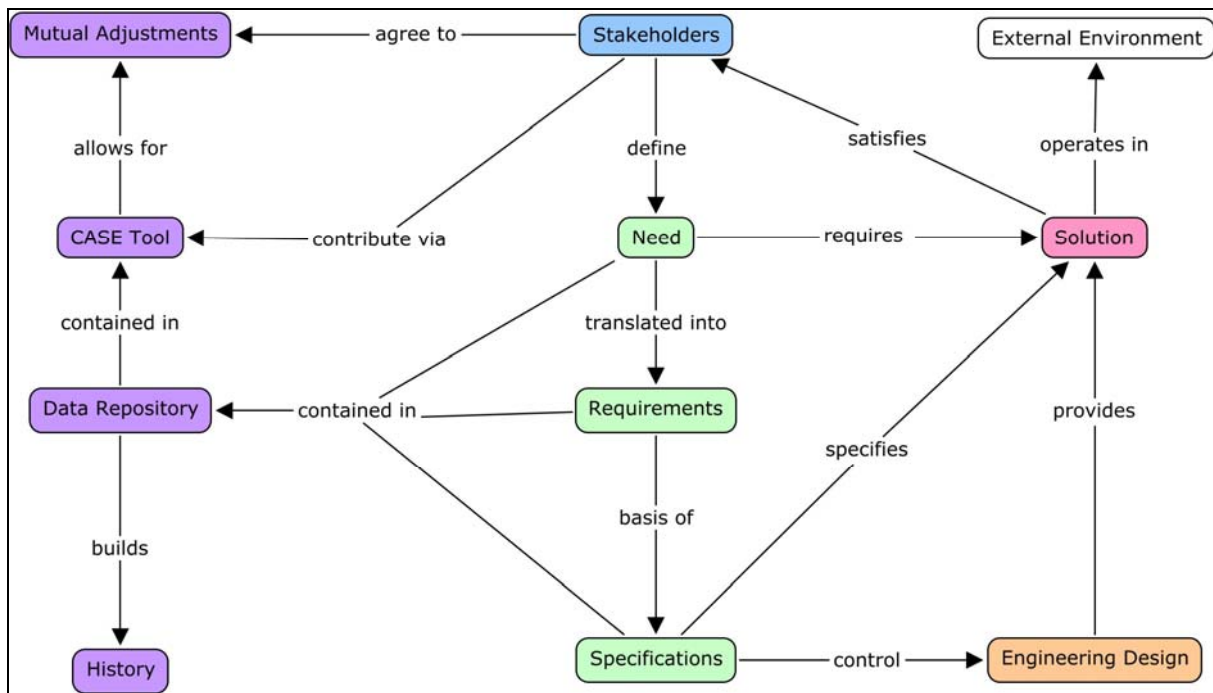 Mutual Adjustments
agree to
Stakeholders
External Environment
allows for
define
satisfies
operates in
CASE Tool
contribute via
Need
requires
Solution
contained in
translated into
Data Repository
contained in
Requirements
provides
specifies
builds
basis of
History
Specifications
control
Engineering Design